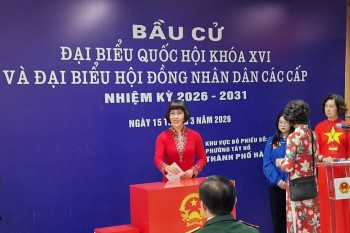 BẦU CỬ
ĐẠI BIỂU QUỐC HỘI KHÓA XVI
VÀ ĐẠI BIỂU HỘI ĐỒNG NHÂN DÂN CÁC CẤP
NHIỆM KỲ 2026 - 2031
NGÀY 15 3 NĂM 2026
KHU VỰC BỎ PHIẾU SỐ:
PHƯỜNG TÂY HỒ
THÀNH PHỐ HÀ